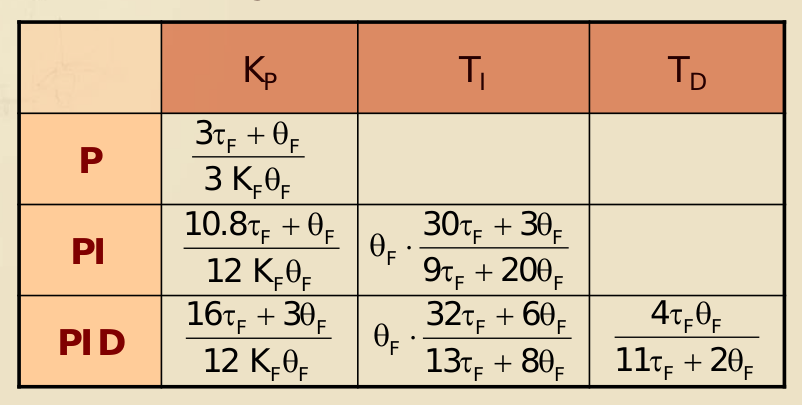 K_P T_I T_D
P (3τ_F + θ_F)/(3 K_Fθ_F)
PI (10.8τ_F + θ_F)/(12 K_Fθ_F) θ_F · (30τ_F + 3θ_F)/(9τ_F + 20θ_F)
PID (16τ_F + 3θ_F)/(12 K_Fθ_F) θ_F · (32τ_F + 6θ_F)/(13τ_F + 8θ_F) (4τ_Fθ_F)/(11τ_F + 2θ_F)